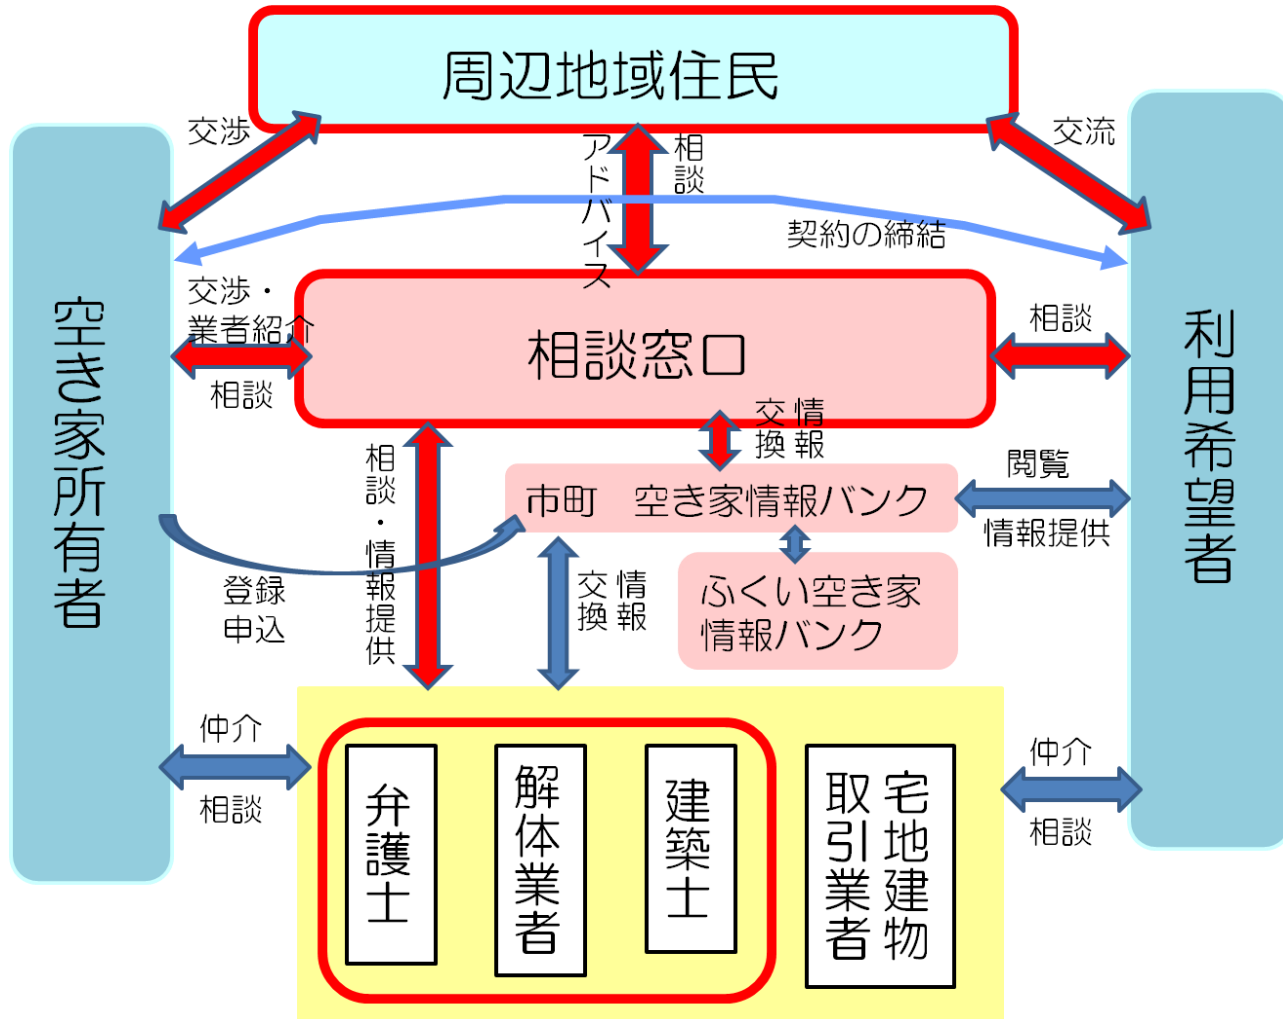 周辺地域住民
交渉
アドバイス
相談
交流
契約の締結
空き家所有者
交渉・
業者紹介
相談
相談窓口
相談
利用希望者
情報
交換
相談・情報提供
市町　空き家情報バンク
閲覧
情報提供
登録
申込
情報
交換
ふくい空き家
情報バンク
仲介
相談
弁護士
解体業者
建築士
宅地建物
取引業者
仲介
相談